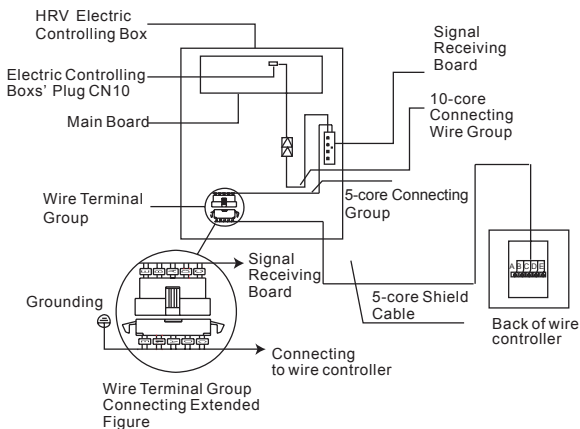 HRV Electric
Controlling Box
Electric Controlling
Boxs' Plug CN10
Main Board
Wire Terminal
Group
Signal
Receiving
Board
10-core
Connecting
Wire Group
5-core Connecting
Group
A B C D E
Signal
Receiving
Board
Grounding
5-core Shield
Cable
Back of wire
controller
Connecting
to wire controller
Wire Terminal Group
Connecting Extended
Figure